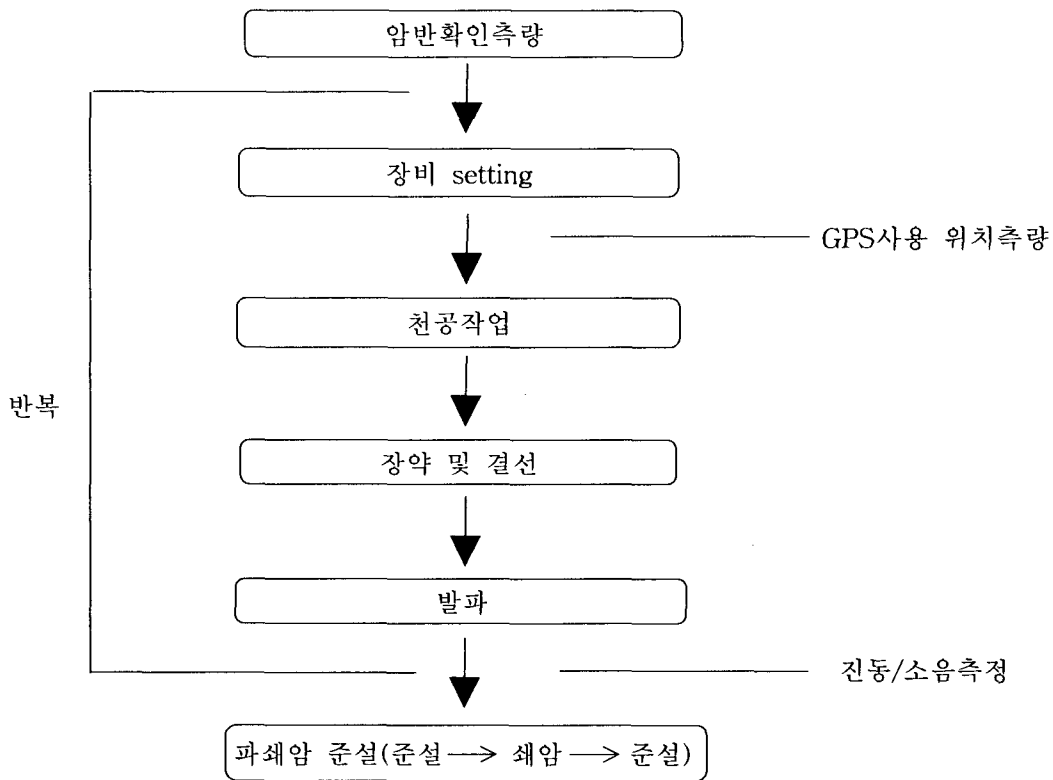 암반확인측량
장비 setting
GPS사용 위치측량
천공작업
반복
장약 및 결선
발파
진동/소음측정
파쇄암 준설(준설 → 쇄암 → 준설)